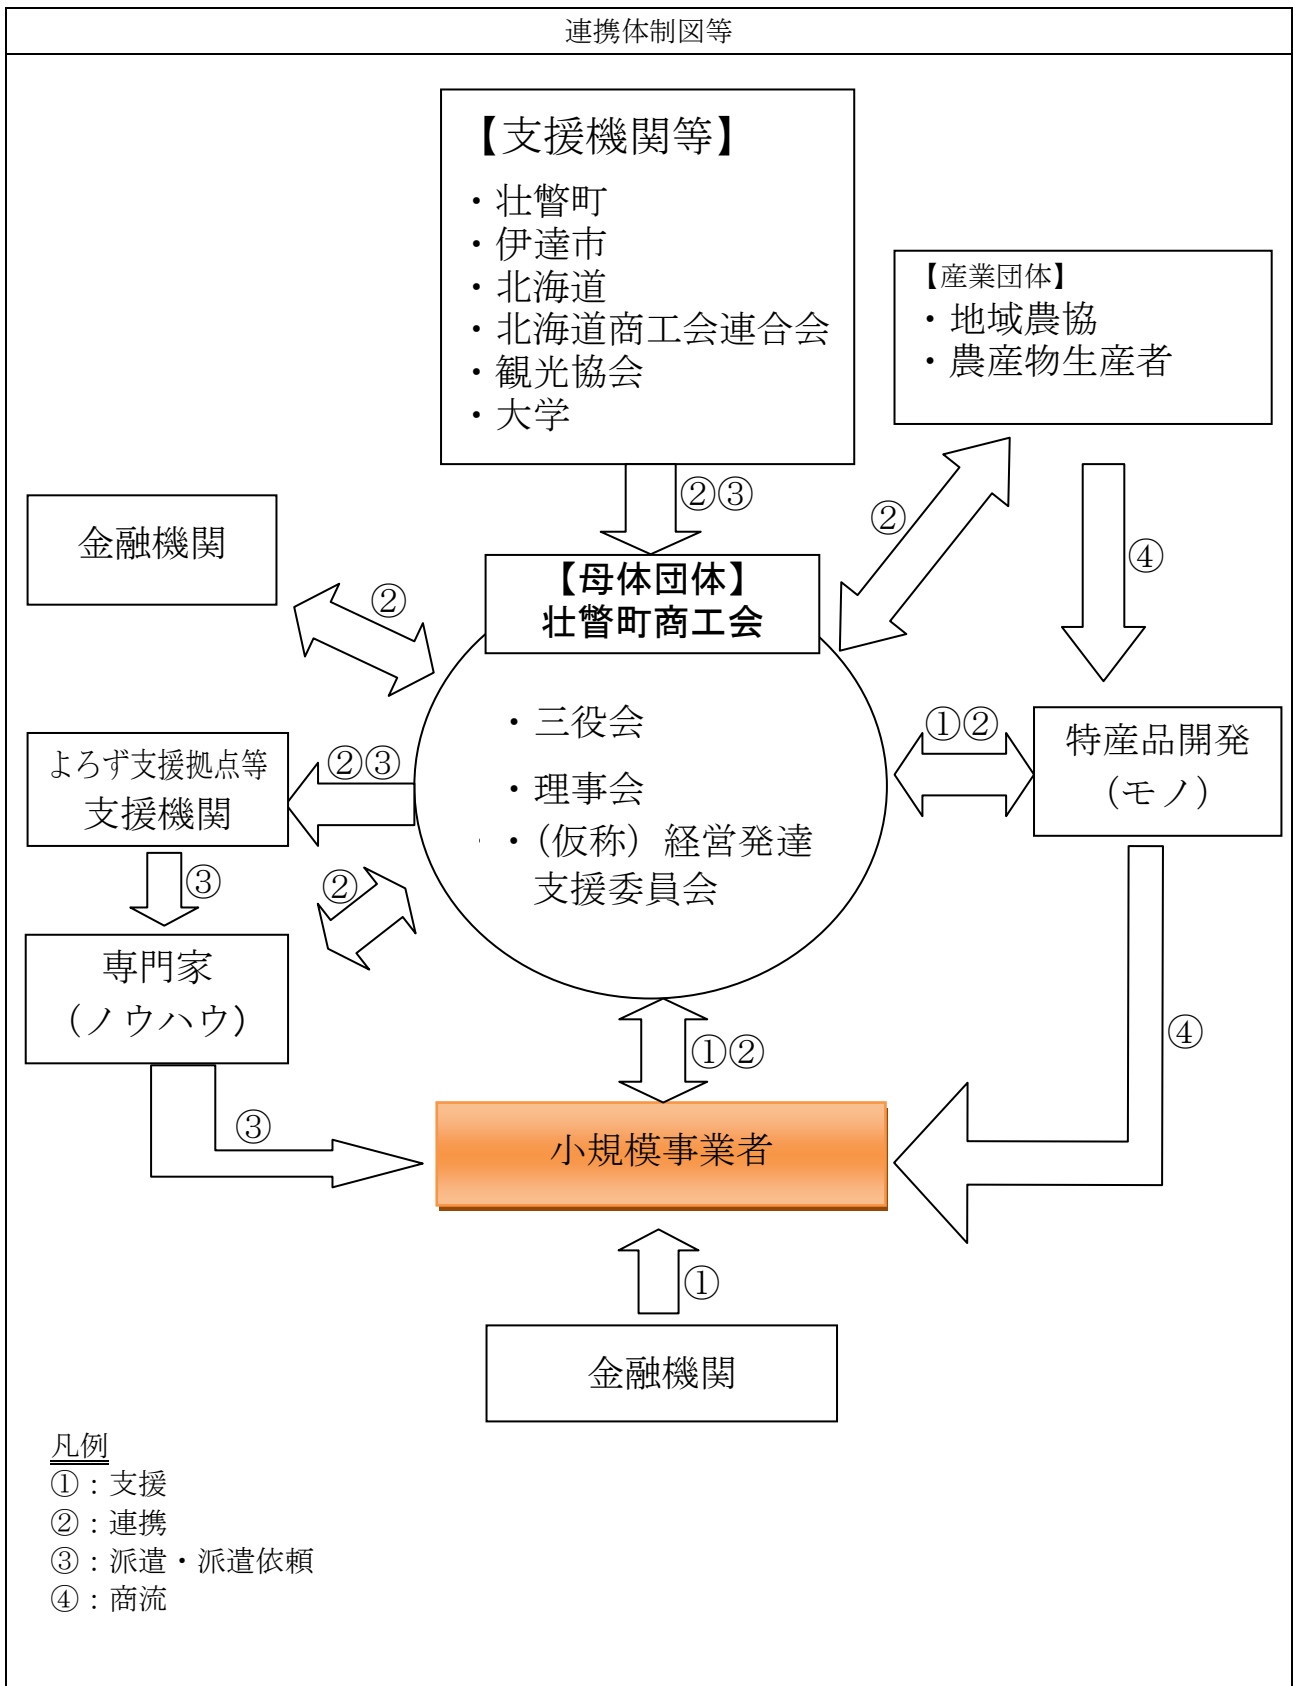 連携体制図等
【支援機関等】
・壮瞥町
・伊達市
・北海道
・北海道商工会連合会
・観光協会
・大学
【産業団体】
・地域農協
・農産物生産者
②③
②
④
金融機関
②
【母体団体】
壮瞥町商工会
・三役会
・理事会
・・(仮称)経営発達
支援委員会
①②
特産品開発
(モノ)
よろず支援拠点等
支援機関
②③
③
②
専門家
(ノウハウ)
①②
④
③
小規模事業者
①
金融機関
凡例
①：支援
②：連携
③：派遣・派遣依頼
④：商流